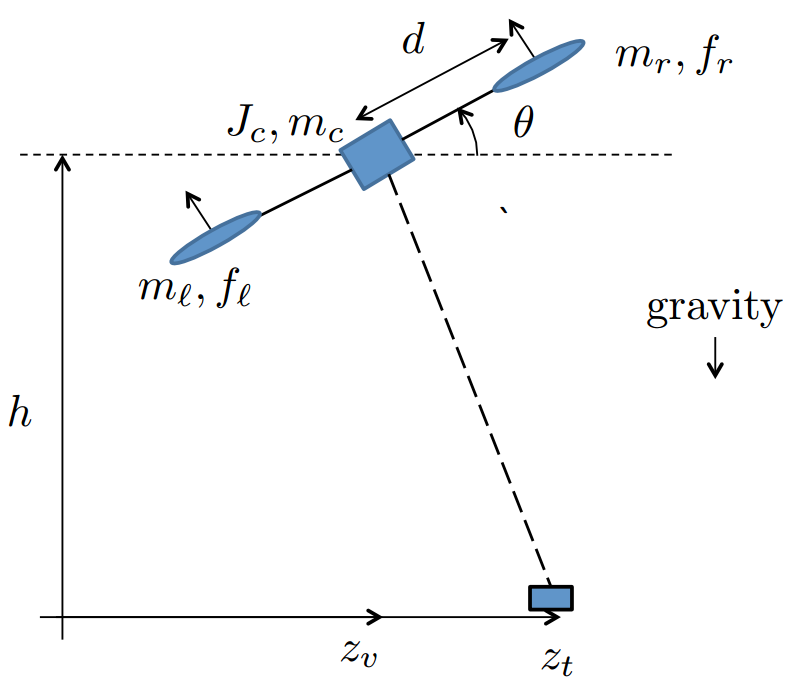 d
m_r, f_r
J_c, m_c
θ
`
m_ℓ, f_ℓ
gravity
h
z_v
z_t